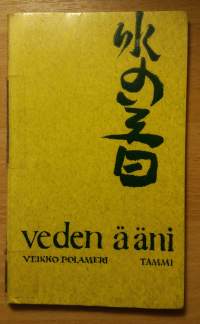 水の音
veden ääni
VEIKKO POLAMERI TAMMI